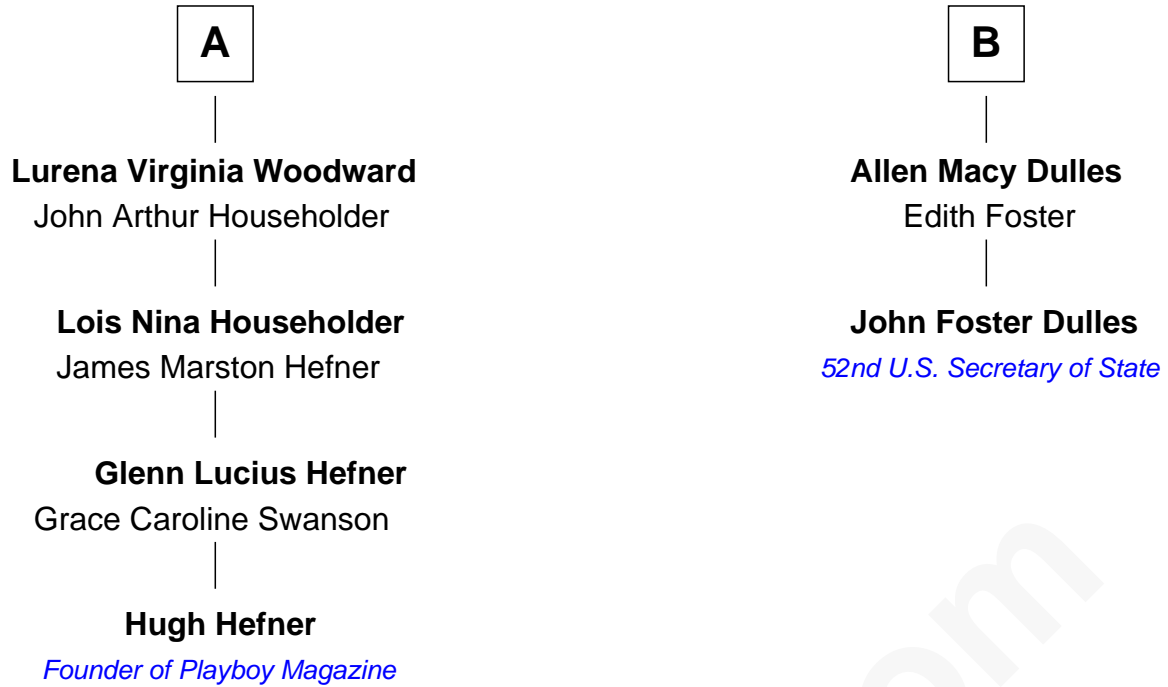 A
Lurena Virginia Woodward
John Arthur Householder
Lois Nina Householder
James Marston Hefner
Glenn Lucius Hefner
Grace Caroline Swanson
Hugh Hefner
Founder of Playboy Magazine
B
Allen Macy Dulles
Edith Foster
John Foster Dulles
52nd U.S. Secretary of State
om